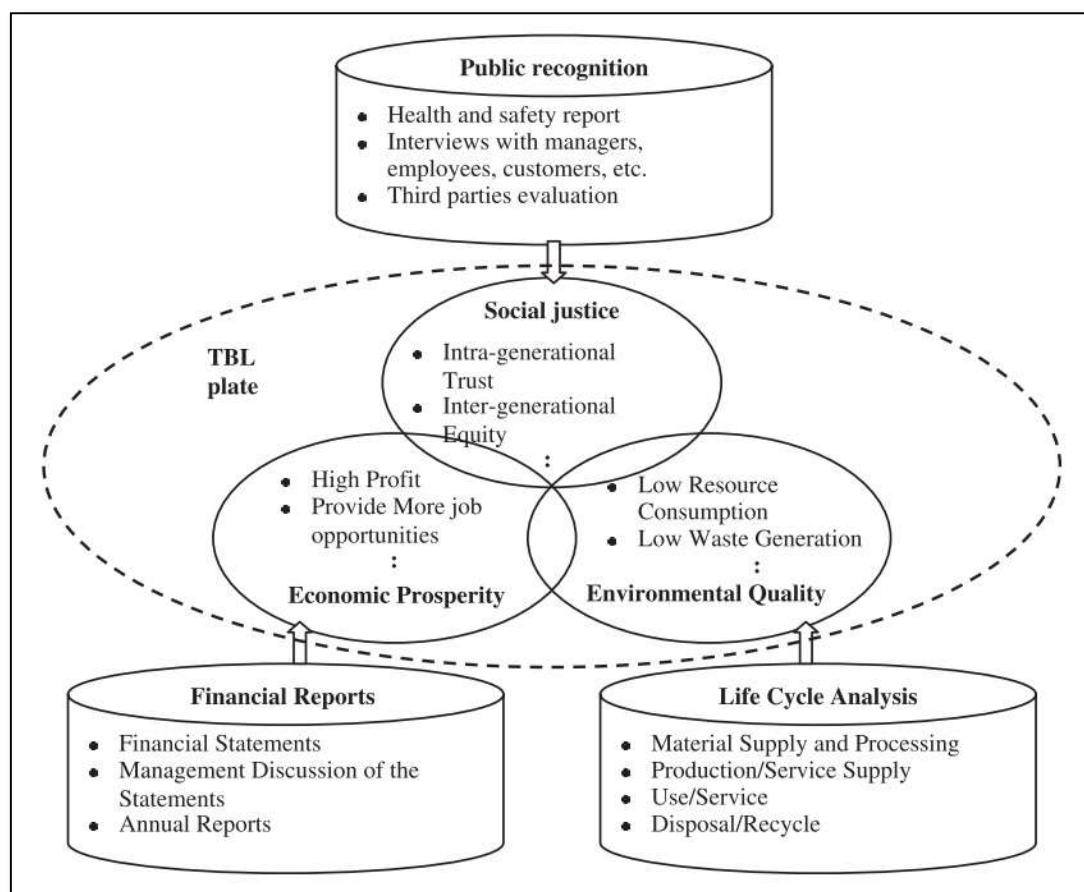 Public recognition
● Health and safety report
● Interviews with managers,
employees, customers, etc.
● Third parties evaluation
TBL
plate
Social justice
● Intra-generational
Trust
● Inter-generational
Equity
:
● High Profit
● Provide More job
opportunities
:
Economic Prosperity
● Low Resource
Consumption
● Low Waste Generation
:
Environmental Quality
Financial Reports
● Financial Statements
● Management Discussion of the
Statements
● Annual Reports
Life Cycle Analysis
● Material Supply and Processing
● Production/Service Supply
● Use/Service
● Disposal/Recycle